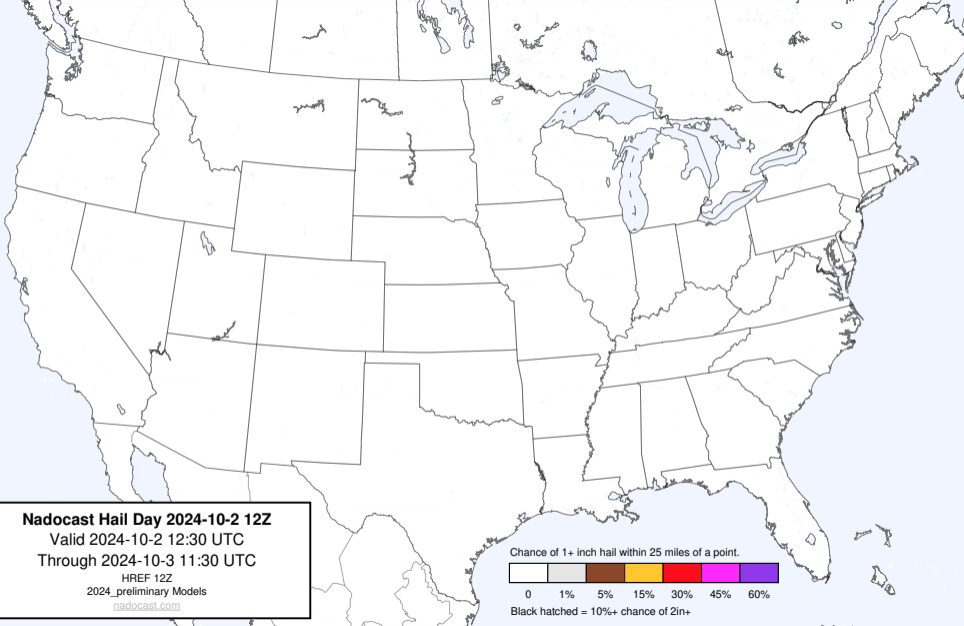 Nadocast Hail Day 2024-10-2 12Z
Valid 2024-10-2 12:30 UTC
Through 2024-10-3 11:30 UTC
HREF 12Z
2024_preliminary Models
nadocast.com
Chance of 1+ inch hail within 25 miles of a point.
0 1% 5% 15% 30% 45% 60%
Black hatched = 10%+ chance of 2in+